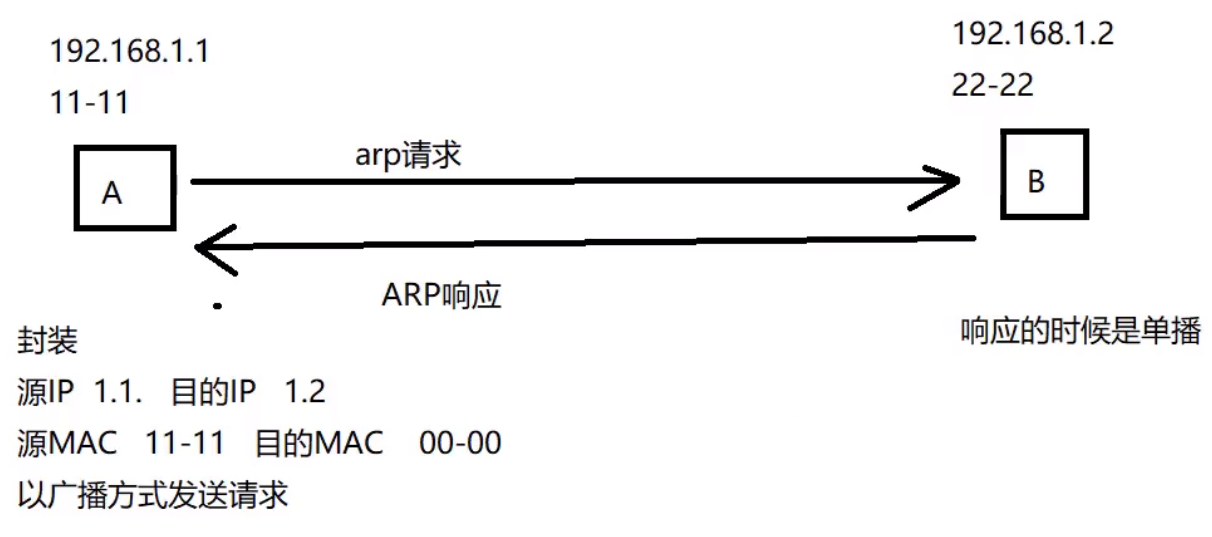 192.168.1.1
11-11
A
arp请求
192.168.1.2
22-22
B
ARP响应
封装
源IP 1.1. 目的IP 1.2
源MAC 11-11 目的MAC 00-00
以广播方式发送请求
响应的时候是单播